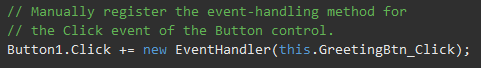 // Manually register the event-handling method for
// the Click event of the Button control.
Button1.Click += new EventHandler(this.GreetingBtn_Click);